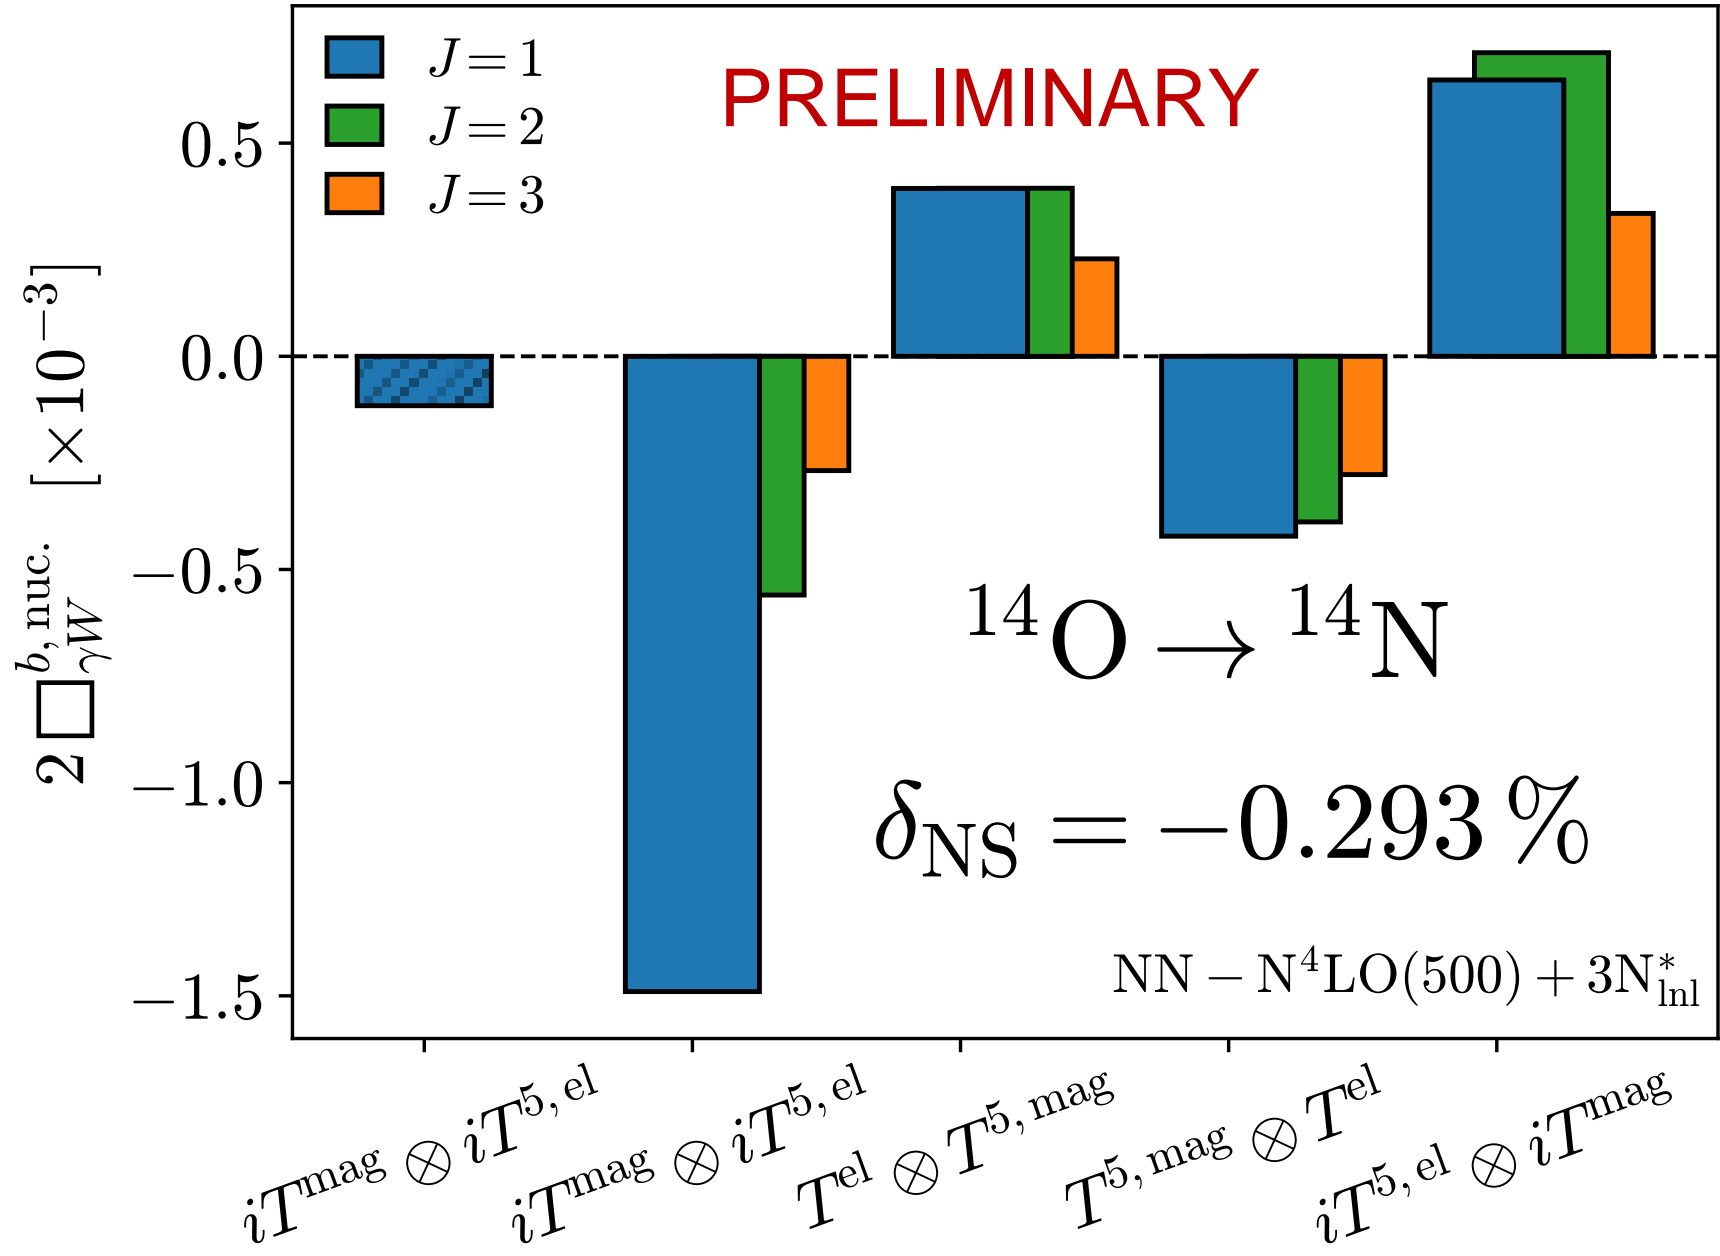 J = 1
J = 2
J = 3
PRELIMINARY
0.5
0.0
−0.5
−1.0
−1.5
2 □_{γW}^{b, nuc.} [×10^{−3}]
^{14}O → ^{14}N
δ_{NS} = −0.293 %
NN − N^4LO(500) + 3N^*_{lnl}
iT^{mag} ⊗ iT^{5, el}
iT^{mag} ⊗ iT^{5, el}
T^{el} ⊗ T^{5, mag}
T^{5, mag} ⊗ T^{el}
iT^{5, el} ⊗ iT^{mag}